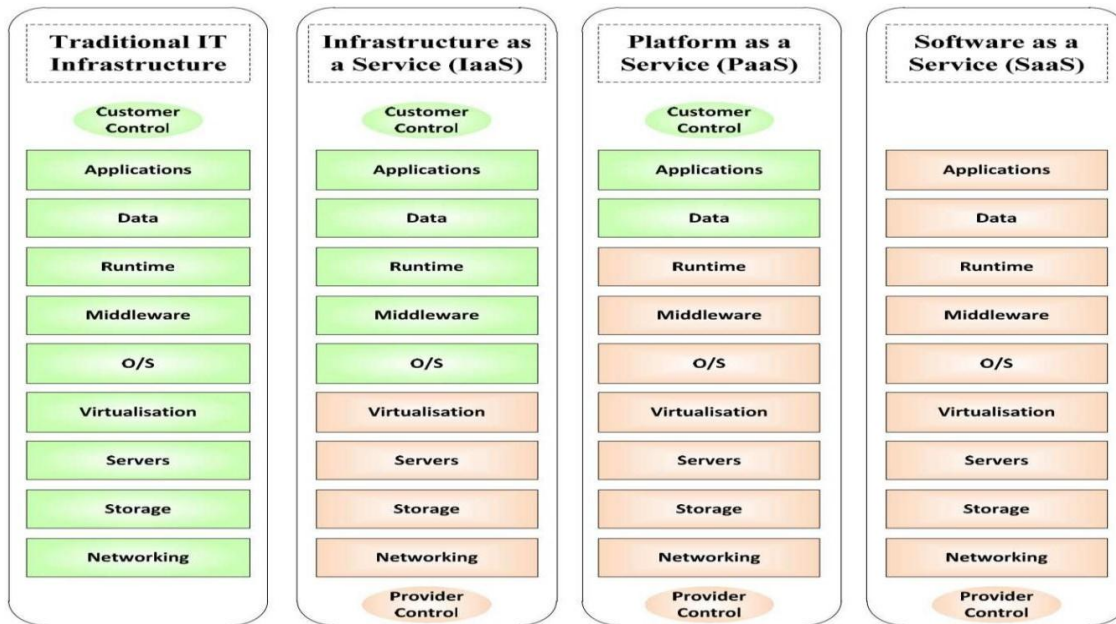 Traditional IT
Infrastructure
Customer
Control
Applications
Data
Runtime
Middleware
O/S
Virtualisation
Servers
Storage
Networking
Infrastructure as
a Service (IaaS)
Customer
Control
Applications
Data
Runtime
Middleware
O/S
Virtualisation
Servers
Storage
Networking
Provider
Control
Platform as a
Service (PaaS)
Customer
Control
Applications
Data
Runtime
Middleware
O/S
Virtualisation
Servers
Storage
Networking
Provider
Control
Software as a
Service (SaaS)
Applications
Data
Runtime
Middleware
O/S
Virtualisation
Servers
Storage
Networking
Provider
Control